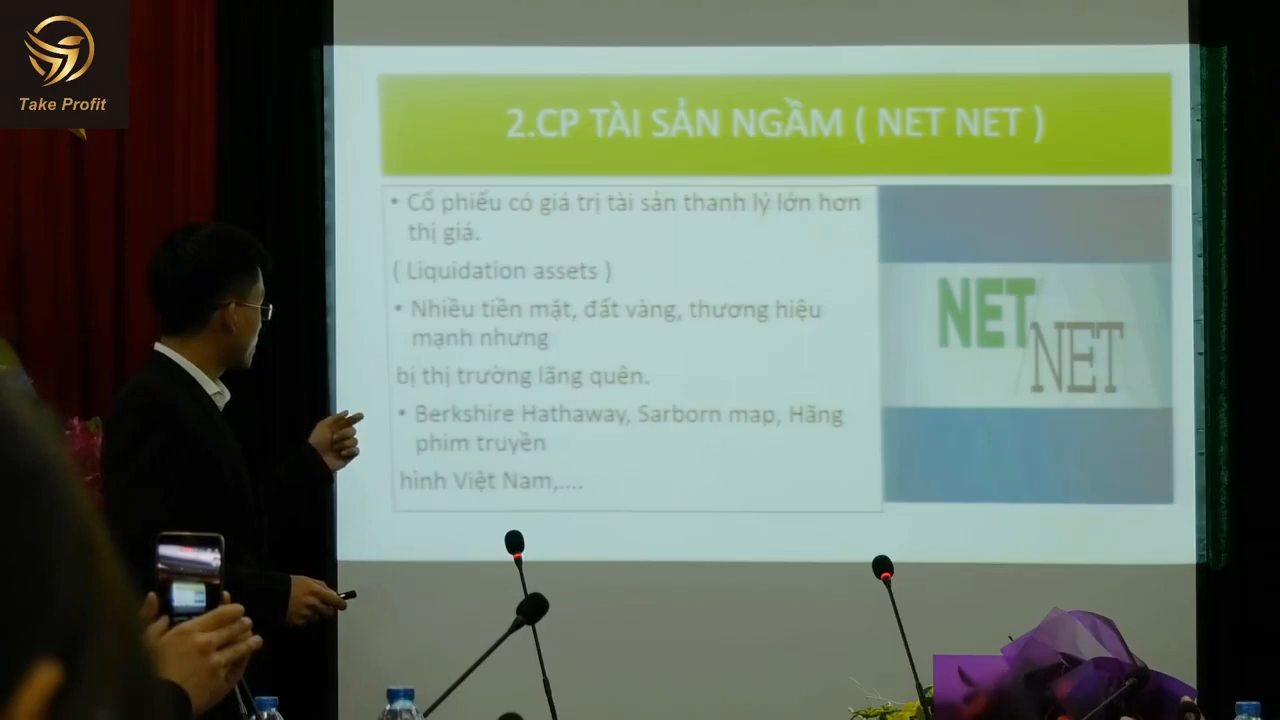 Take Profit
2.CP TÀI SẢN NGẦM ( NET NET )
• Cổ phiếu có giá trị tài sản thanh lý lớn hơn
thị giá.
( Liquidation assets )
• Nhiều tiền mặt, đất vàng, thương hiệu
mạnh nhưng
bị thị trường lãng quên.
• Berkshire Hathaway, Sarborn map, Hãng
phim truyền
hình Việt Nam,....
NET
NET